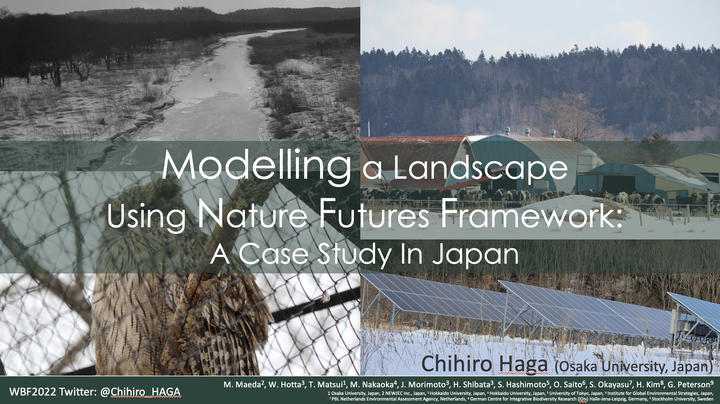 Modelling a Landscape
Using Nature Futures Framework:
A Case Study In Japan
Chihiro Haga (Osaka University, Japan)
WBF2022 Twitter: @Chihiro_HAGA
M. Maeda², W. Hotta³, T. Matsui¹, M. Nakaoka⁴, J. Morimoto³, H. Shibata³, S. Hashimoto⁵, O. Saito⁶, S. Okayasu⁷, H. Kim⁸, G. Peterson⁹
1 Osaka University, Japan, 2 NEWJEC Inc., Japan, ³ Hokkaido University, Japan, ⁴ Hokkaido University, Japan, ⁵ University of Tokyo, Japan, ⁶ Institute for Global Environmental Strategies, Japan,
⁷ PBL Netherlands Environmental Assessment Agency, Netherlands, ⁸ German Centre for Integrative Biodiversity Research (iDiv) Halle-Jena-Leipzig, Germany, ⁹ Stockholm University, Sweden